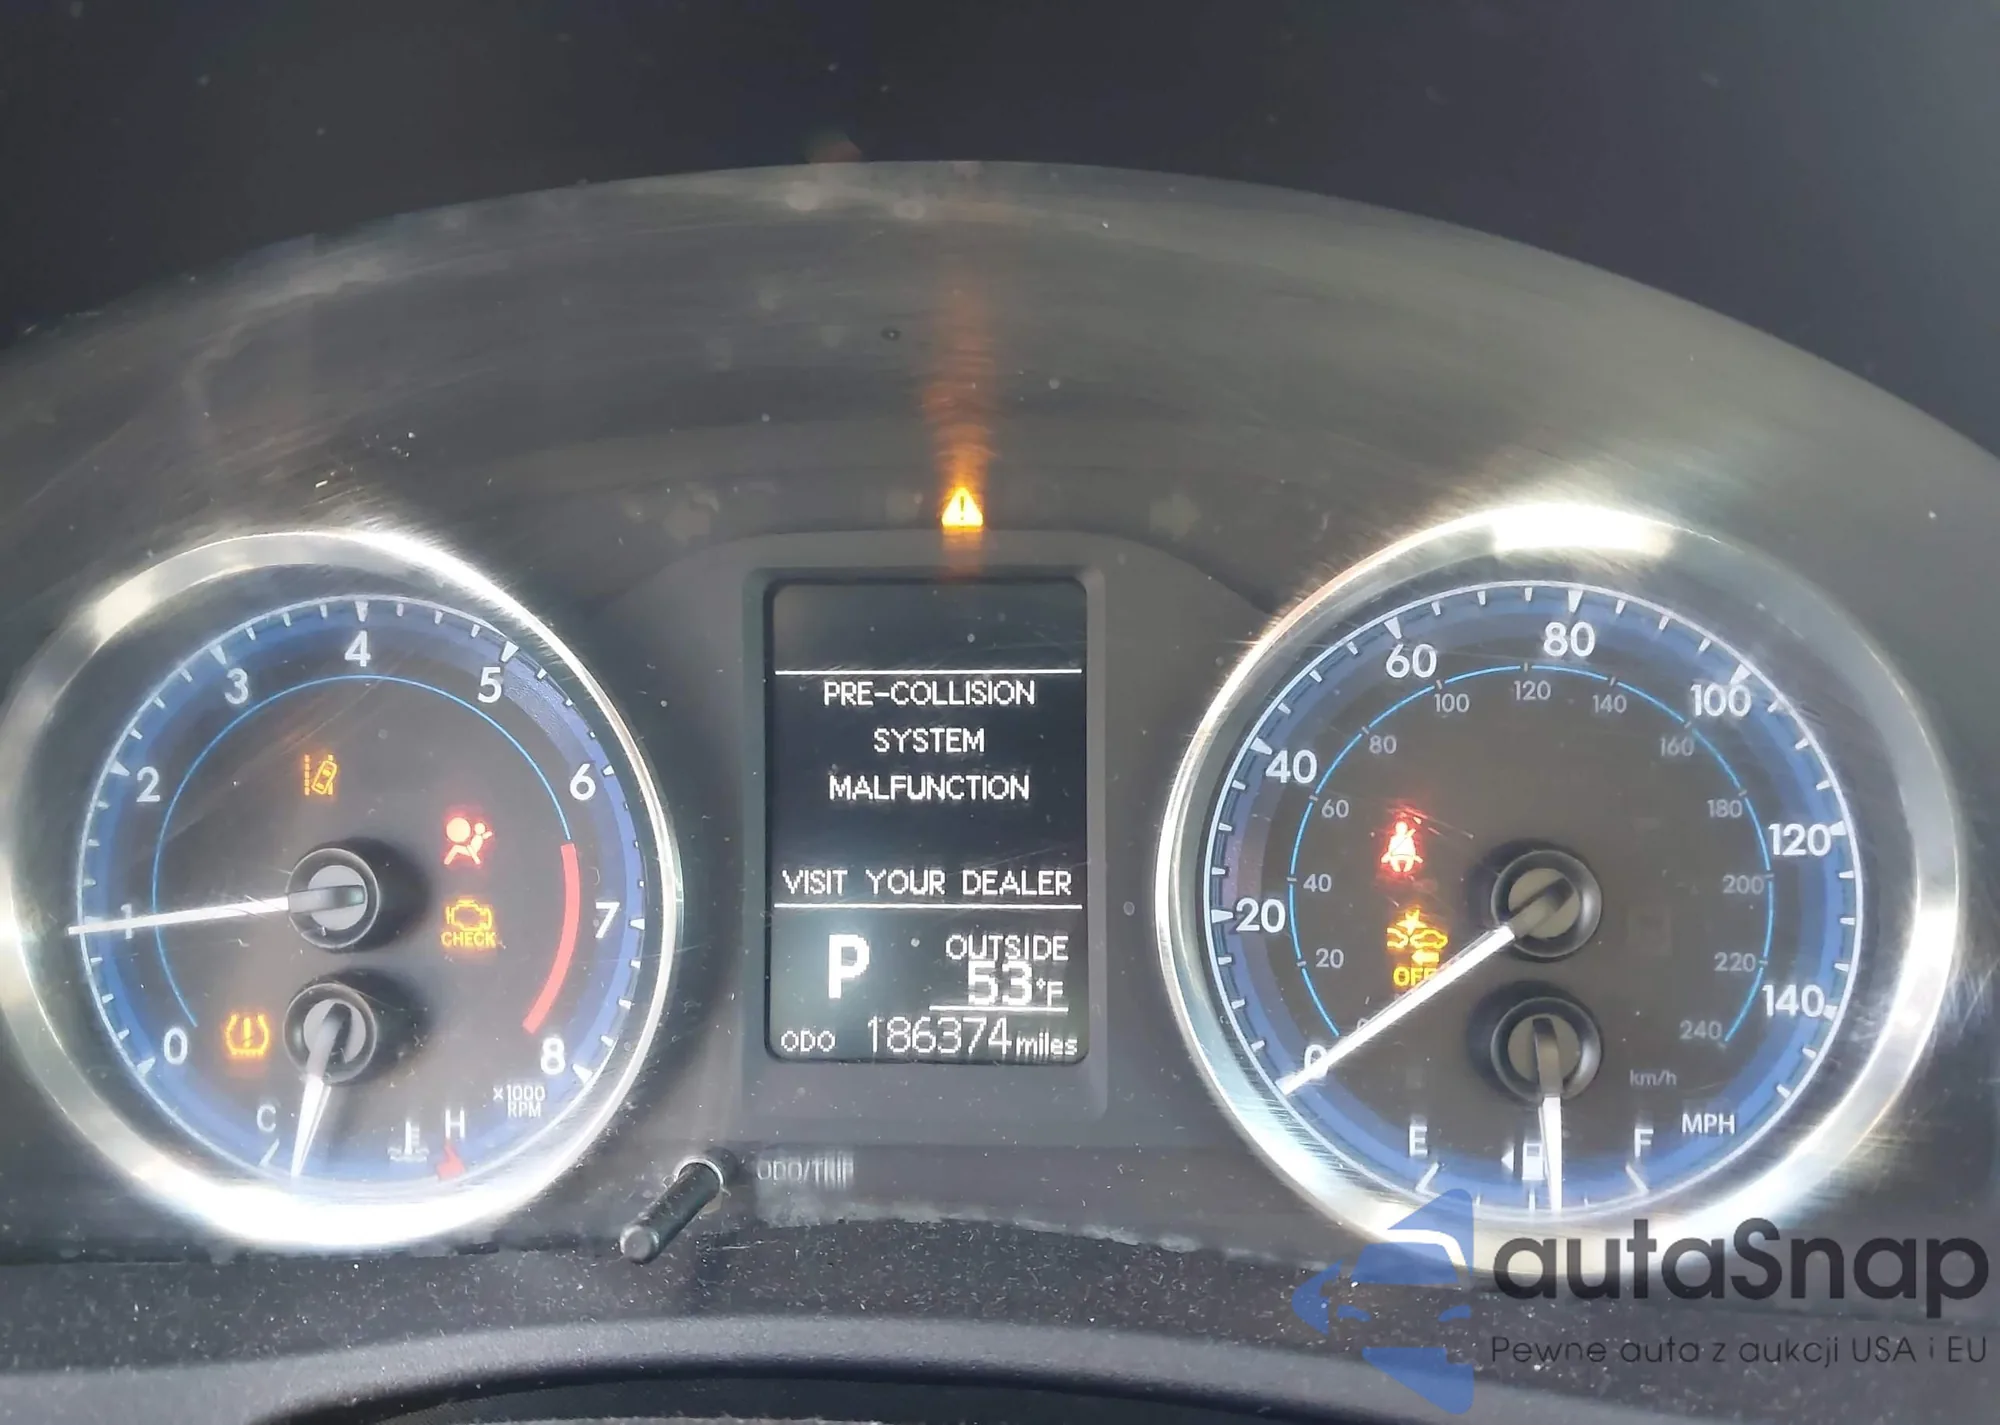 PRE-COLLISION
SYSTEM
MALFUNCTION
VISIT YOUR DEALER
P
OUTSIDE
53°F
ODO 186374 miles
0 1 2 3 4 5 6 7 8
x1000
RPM
CHECK
C H
ODO/TRIP
0 20 40 60 80 100 120 140
20 40 60 80 100 120 140 160 180 200 220 240
km/h
MPH
OFF
E F
autaSnap
Pewne auta z aukcji USA i EU